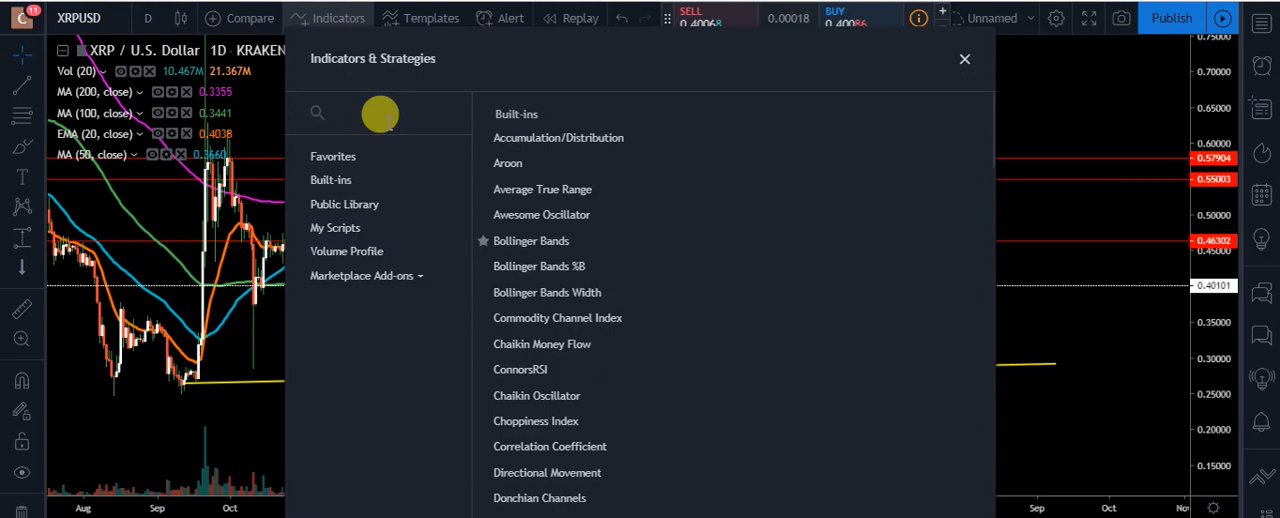 C 11 XRPUSD D Compare Indicators Templates Alert Replay SELL 0.40068 0.00018 BUY 0.40086 Unnamed Publish
XRP / U.S. Dollar 1D · KRAKEN
Vol (20) 10.467M 21.367M
MA (200, close) 0.3355
MA (100, close) 0.3441
EMA (20, close) 0.4038
MA (50, close) 0.3660
Indicators & Strategies
Favorites
Built-ins
Public Library
My Scripts
Volume Profile
Marketplace Add-ons
Built-ins
Accumulation/Distribution
Aroon
Average True Range
Awesome Oscillator
Bollinger Bands
Bollinger Bands %B
Bollinger Bands Width
Commodity Channel Index
Chaikin Money Flow
ConnorsRSI
Chaikin Oscillator
Choppiness Index
Correlation Coefficient
Directional Movement
Donchian Channels
0.75000
0.70000
0.65000
0.60000
0.57904
0.55003
0.50000
0.46302
0.40101
0.35000
0.30000
0.25000
0.20000
0.15000
Aug Sep Oct Sep Oct